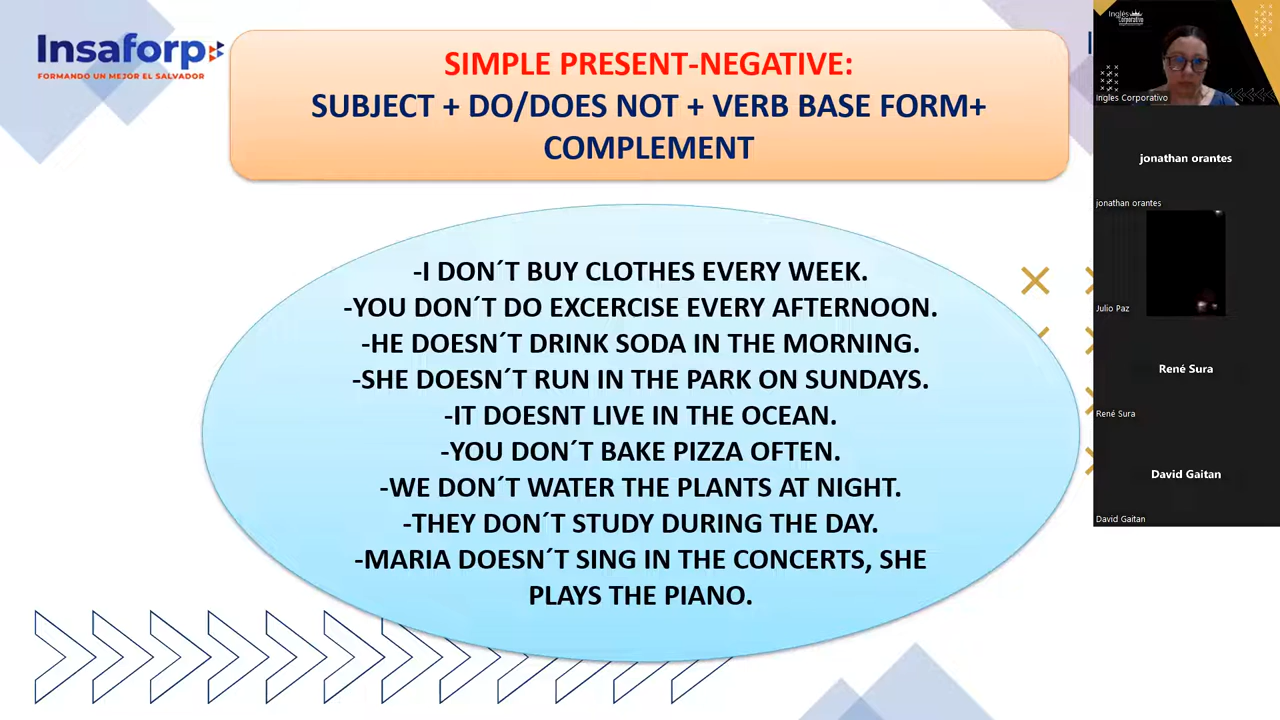 Insaforp
FORMANDO UN MEJOR EL SALVADOR
SIMPLE PRESENT-NEGATIVE:
SUBJECT + DO/DOES NOT + VERB BASE FORM+
COMPLEMENT
-I DON´T BUY CLOTHES EVERY WEEK.
-YOU DON´T DO EXCERCISE EVERY AFTERNOON.
-HE DOESN´T DRINK SODA IN THE MORNING.
-SHE DOESN´T RUN IN THE PARK ON SUNDAYS.
-IT DOESNT LIVE IN THE OCEAN.
-YOU DON´T BAKE PIZZA OFTEN.
-WE DON´T WATER THE PLANTS AT NIGHT.
-THEY DON´T STUDY DURING THE DAY.
-MARIA DOESN´T SING IN THE CONCERTS, SHE
PLAYS THE PIANO.
Inglés
Corporativo
Ingles Corporativo
jonathan orantes
jonathan orantes
Julio Paz
René Sura
René Sura
David Gaitan
David Gaitan